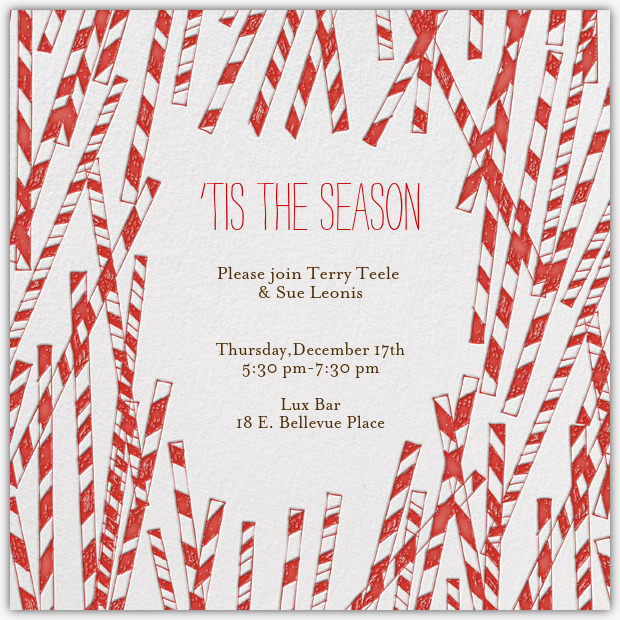 'TIS THE SEASON
Please join Terry Teele
& Sue Leonis
Thursday,December 17th
5:30 pm-7:30 pm
Lux Bar
18 E. Bellevue Place